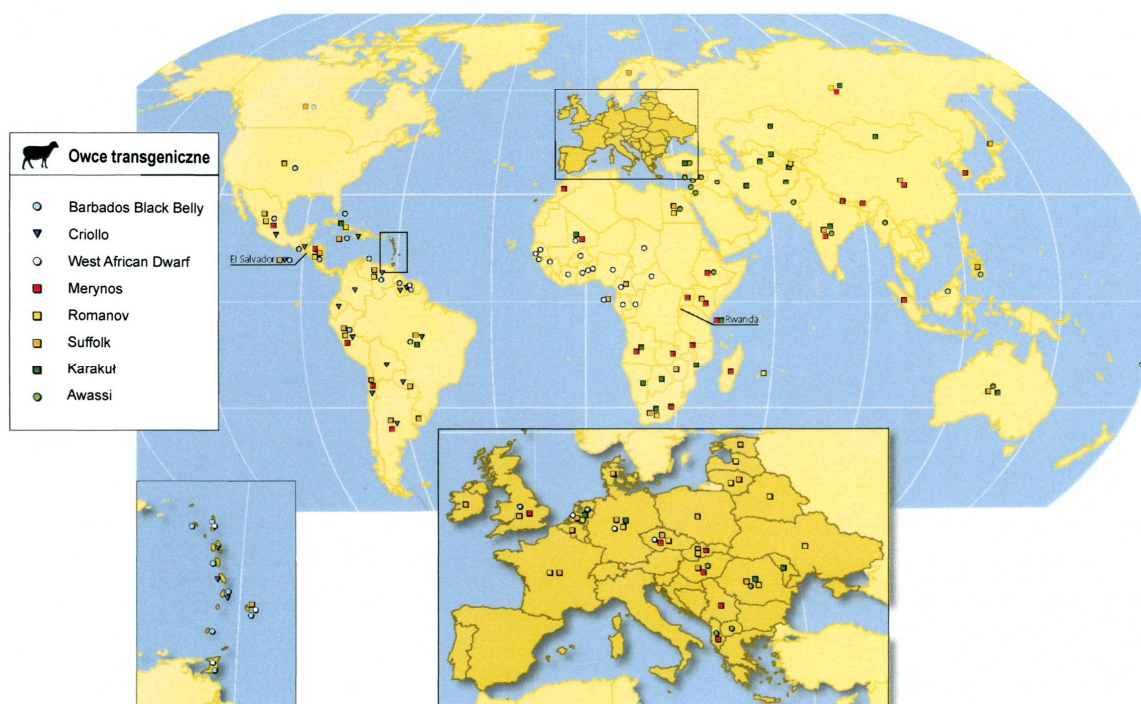 Owce transgeniczne
Barbados Black Belly
Criollo
West African Dwarf
Merynos
Romanov
Suffolk
Karakuł
Awassi
El Salvador
Rwanda